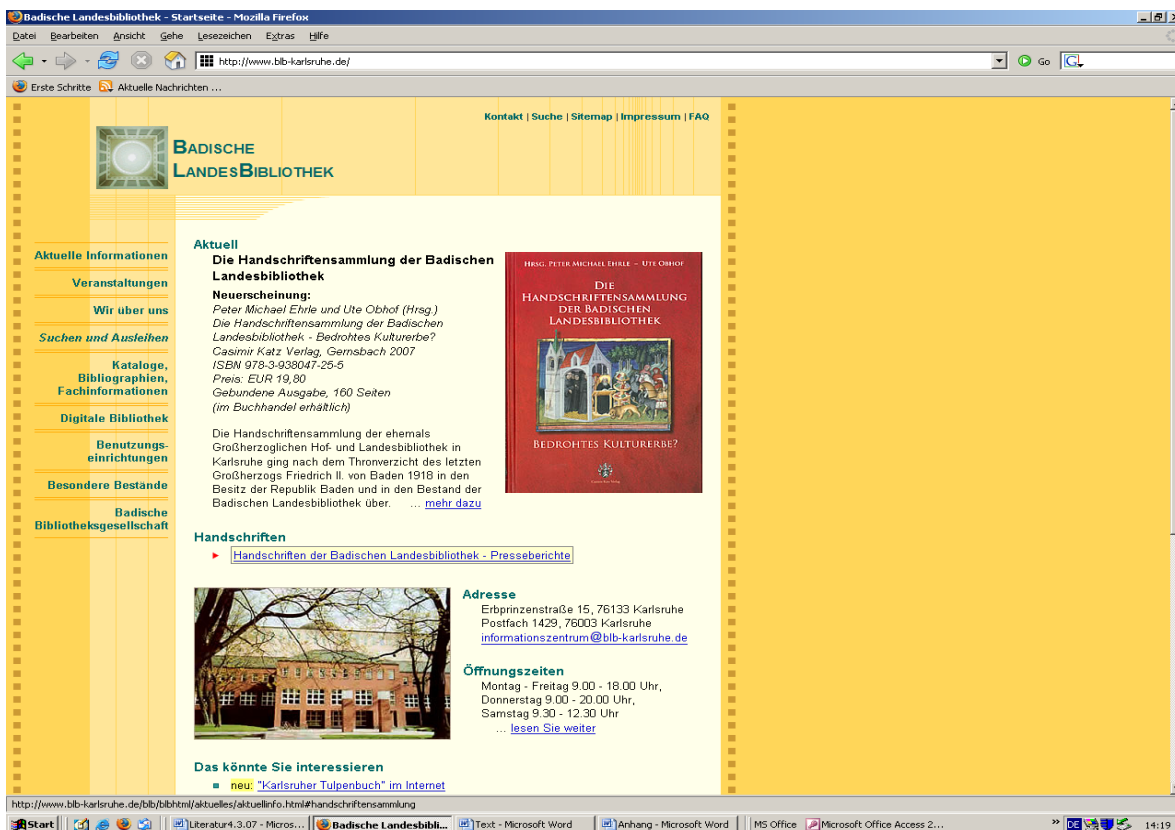 Badische Landesbibliothek - Startseite - Mozilla Firefox
Datei Bearbeiten Ansicht Gehe Lesezeichen Extras Hilfe
http://www.blb-karlsruhe.de/
Go
Erste Schritte Aktuelle Nachrichten ...
Kontakt | Suche | Sitemap | Impressum | FAQ
BADISCHE
LANDESBIBLIOTHEK
Aktuelle Informationen
Veranstaltungen
Wir über uns
Suchen und Ausleihen
Kataloge,
Bibliographien,
Fachinformationen
Digitale Bibliothek
Benutzungs-
einrichtungen
Besondere Bestände
Badische
Bibliotheksgesellschaft
Aktuell
Die Handschriftensammlung der Badischen
Landesbibliothek
Neuerscheinung:
Peter Michael Ehrle und Ute Obhof (Hrsg.)
Die Handschriftensammlung der Badischen
Landesbibliothek - Bedrohtes Kulturerbe?
Casimir Katz Verlag, Gernsbach 2007
ISBN 978-3-938047-25-5
Preis: EUR 19,80
Gebundene Ausgabe, 160 Seiten
(im Buchhandel erhältlich)
Die Handschriftensammlung der ehemals
Großherzoglichen Hof- und Landesbibliothek in
Karlsruhe ging nach dem Thronverzicht des letzten
Großherzogs Friedrich II. von Baden 1918 in den
Besitz der Republik Baden und in den Bestand der
Badischen Landesbibliothek über. ... mehr dazu
HRSG. PETER MICHAEL EHRLE – UTE OBHOF
DIE
HANDSCHRIFTENSAMMLUNG
DER BADISCHEN
LANDESBIBLIOTHEK
BEDROHTES KULTURERBE?
Handschriften
Handschriften der Badischen Landesbibliothek - Presseberichte
Adresse
Erbprinzenstraße 15, 76133 Karlsruhe
Postfach 1429, 76003 Karlsruhe
informationszentrum@blb-karlsruhe.de
Öffnungszeiten
Montag - Freitag 9.00 - 18.00 Uhr,
Donnerstag 9.00 - 20.00 Uhr,
Samstag 9.30 - 12.30 Uhr
... lesen Sie weiter
Das könnte Sie interessieren
neu: "Karlsruher Tulpenbuch" im Internet
http://www.blb-karlsruhe.de/blb/blbhtml/aktuelles/aktuellinfo.html#handschriftensammlung
Start Literatur4.3.07 - Micros... Badische Landesbibli... Text - Microsoft Word Anhang - Microsoft Word MS Office Microsoft Office Access 2... » DE